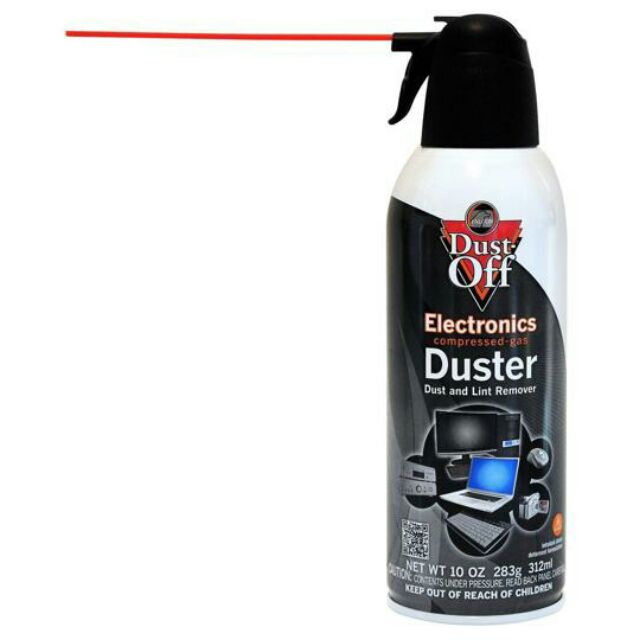 Dust-
Off
Electronics
compressed-gas
Duster
Dust and Lint Remover
NET WT 10 OZ 283g 312ml
CAUTION: CONTENTS UNDER PRESSURE. READ BACK PANEL
KEEP OUT OF REACH OF CHILDREN